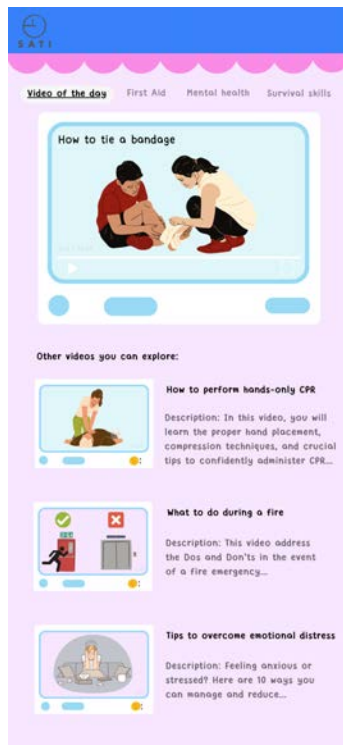 SATI
Video of the day First Aid Mental health Survival skills
How to tie a bandage
Other videos you can explore:
How to perform hands-only CPR
Description: In this video, you will
learn the proper hand placement,
compression techniques, and crucial
tips to confidently administer CPR...
What to do during a fire
Description: This video address
the Dos and Don'ts in the event
of a fire emergency...
Tips to overcome emotional distress
Description: Feeling anxious or
stressed? Here are 10 ways you
can manage and reduce...